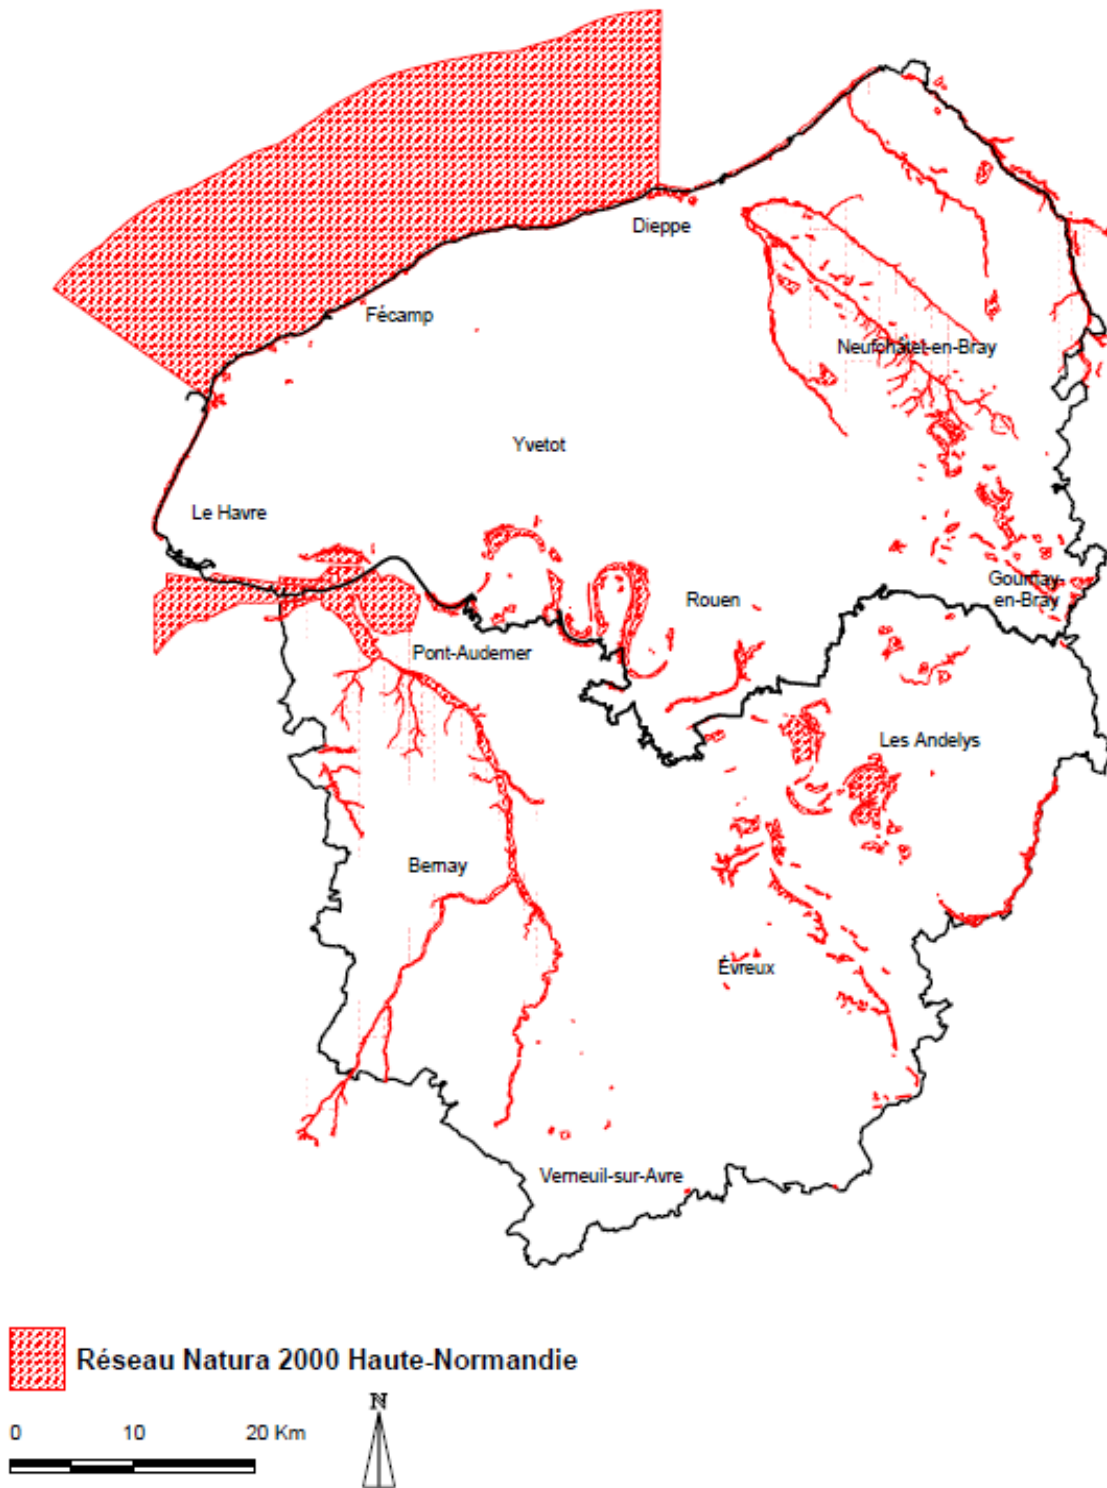 Dieppe
Fécamp
Neufchâtel-en-Bray
Yvetot
Le Havre
Gournay-
en-Bray
Rouen
Pont-Audemer
Les Andelys
Bernay
Évreux
Verneuil-sur-Avre
Réseau Natura 2000 Haute-Normandie
N
0 10 20 Km